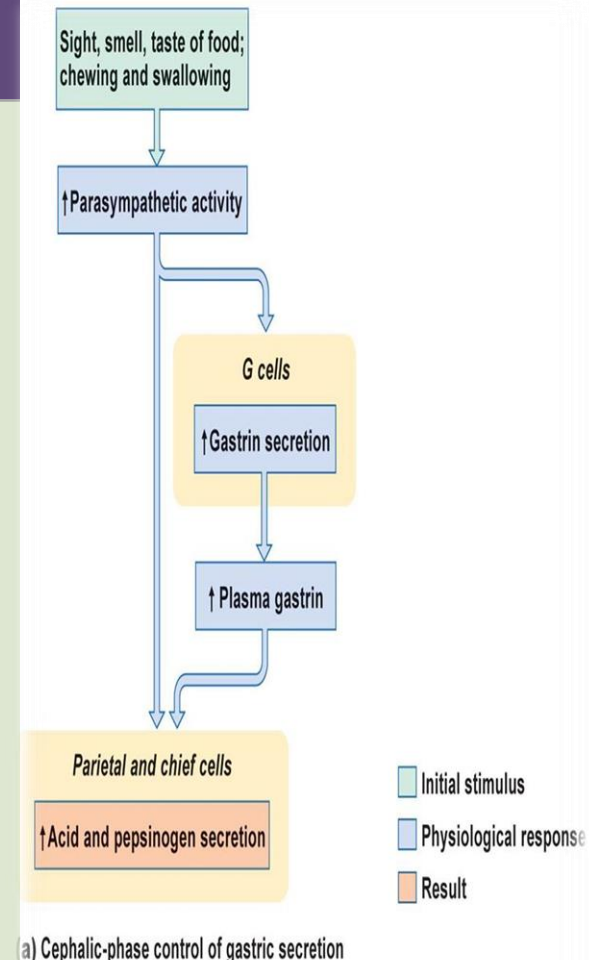 Sight, smell, taste of food;
chewing and swallowing
↑Parasympathetic activity
G cells
↑Gastrin secretion
↑ Plasma gastrin
Parietal and chief cells
↑Acid and pepsinogen secretion
Initial stimulus
Physiological response
Result
(a) Cephalic-phase control of gastric secretion